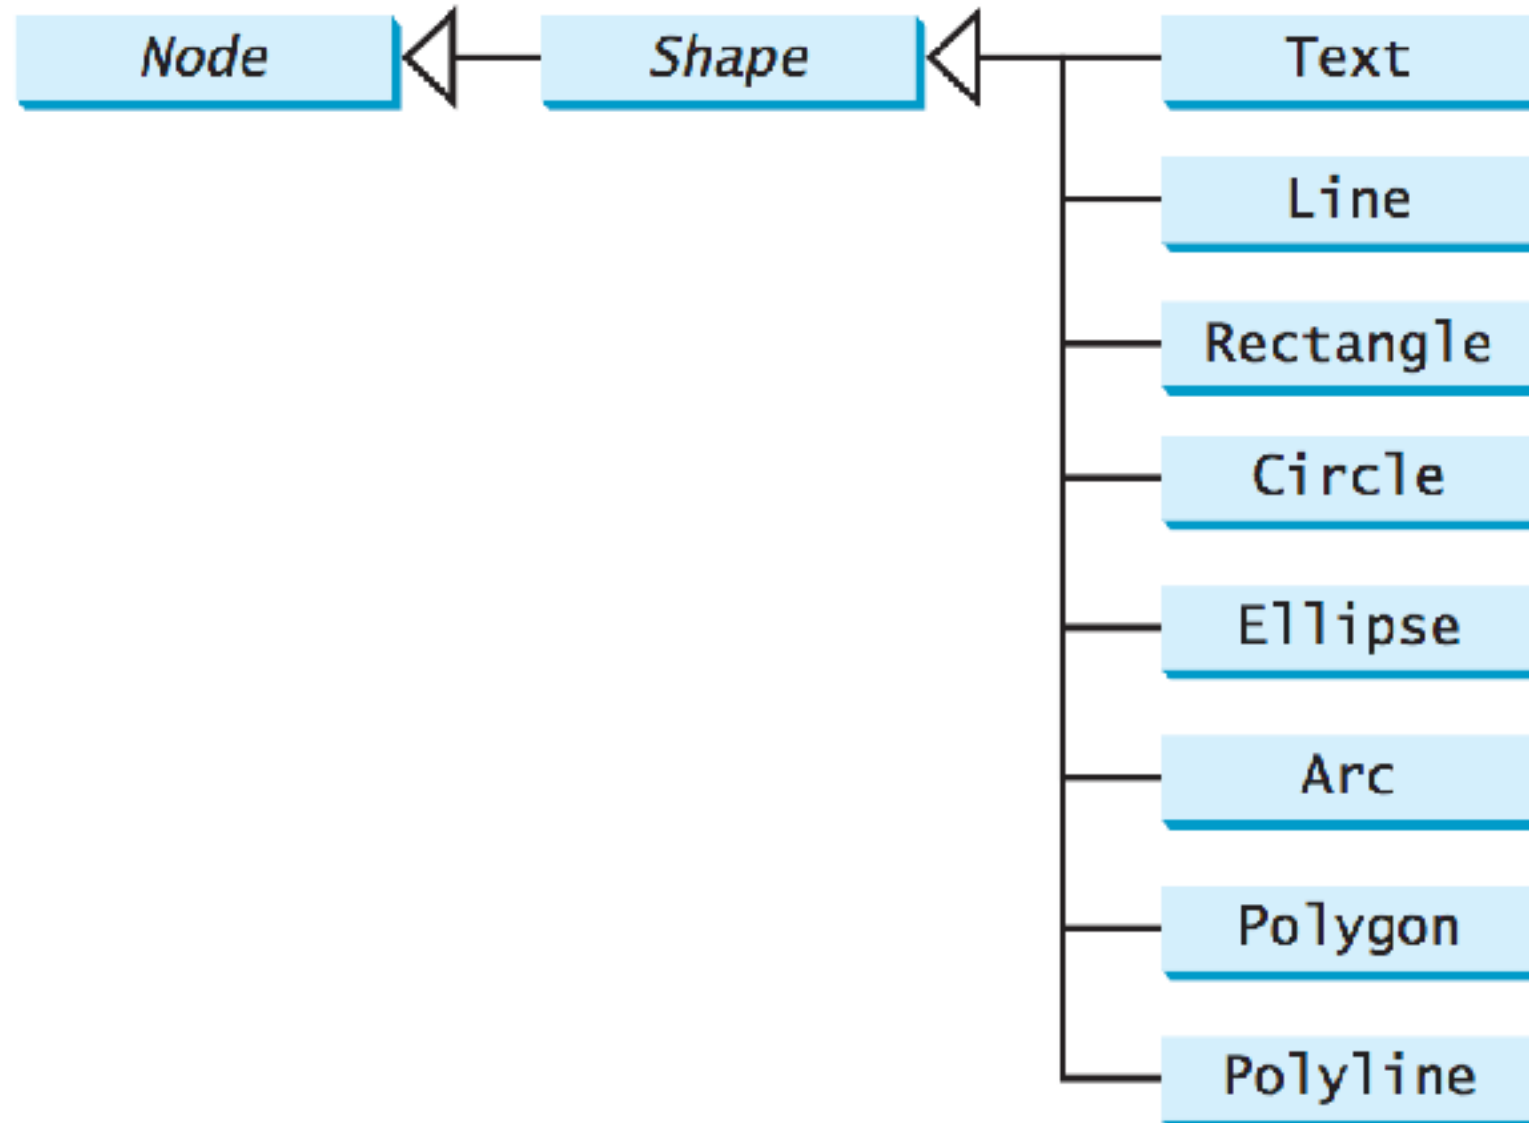 Node
Shape
Text
Line
Rectangle
Circle
Ellipse
Arc
Polygon
Polyline